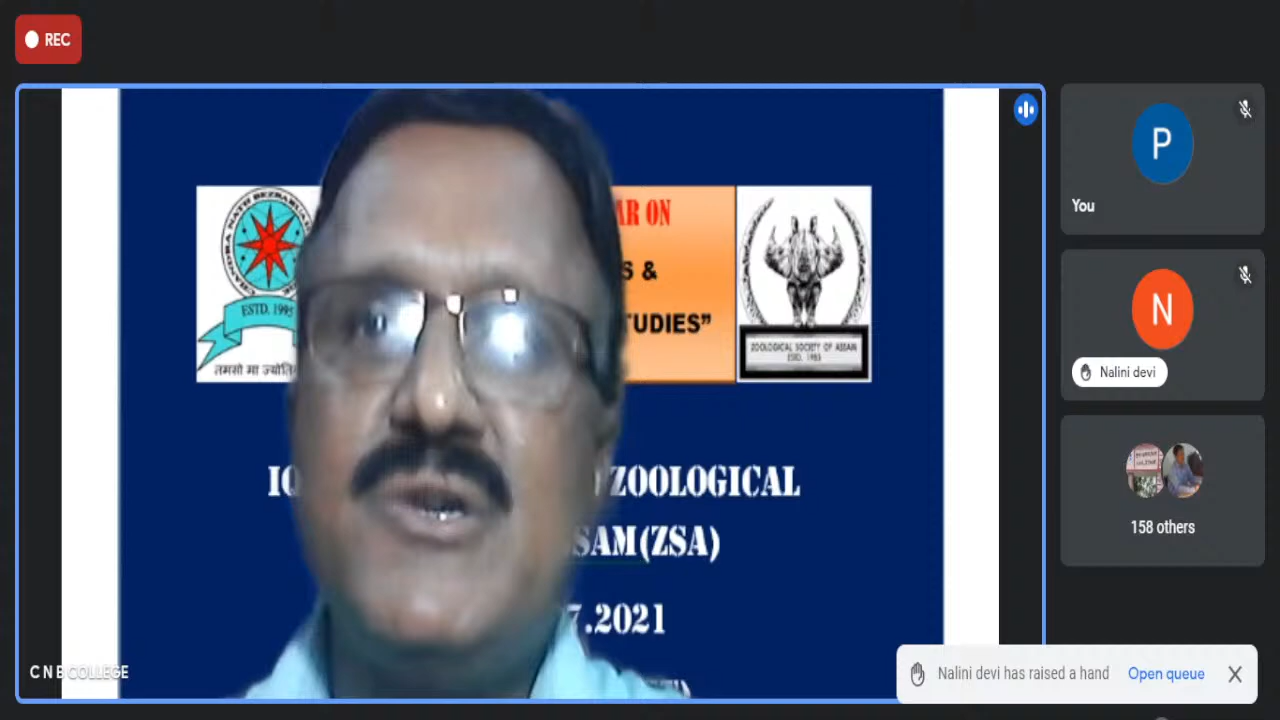 REC
AR ON
S &
TUDIES”
ESTD. 1995
तमसो मा
ZOOLOGICAL SOCIETY OF ASSAM
ESTD. 1983
ZOOLOGICAL
SAM(ZSA)
7.2021
C N B COLLEGE
P
You
N
Nalini devi
158 others
Nalini devi has raised a hand
Open queue